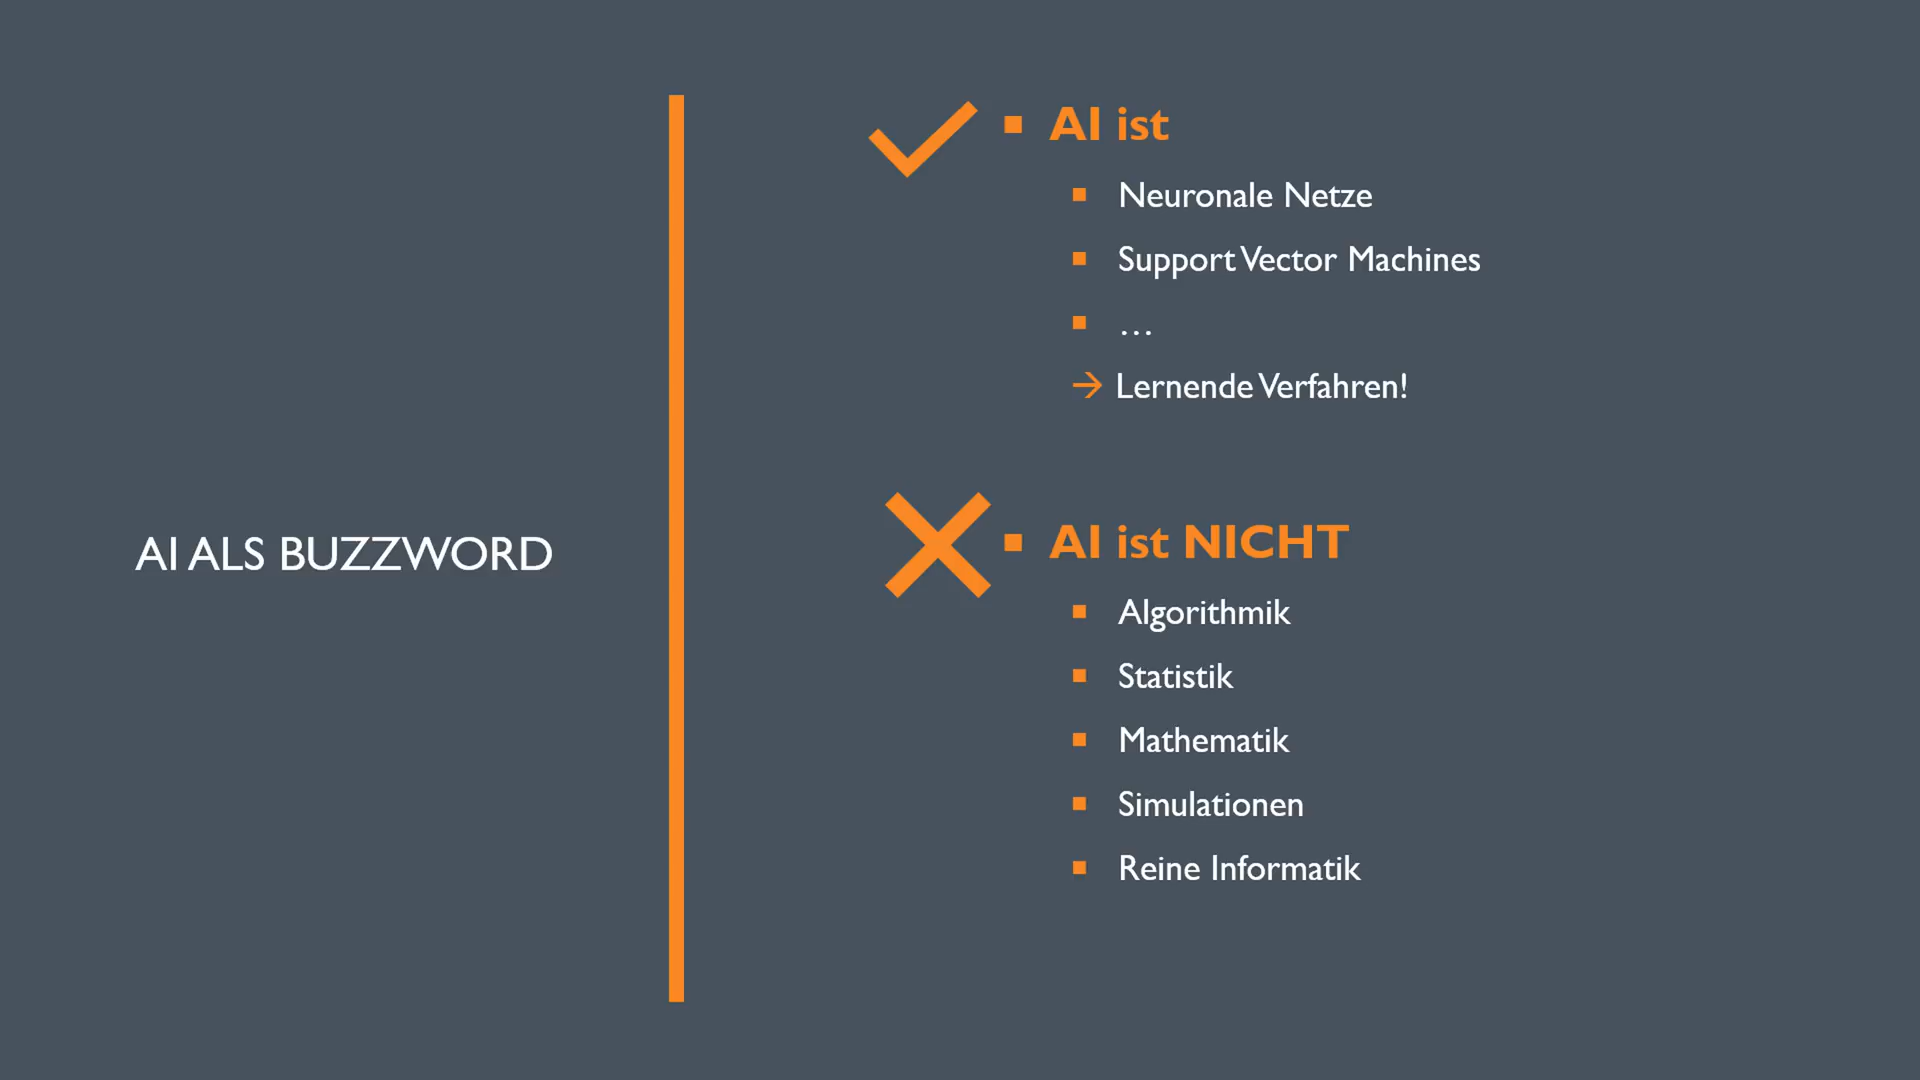 AI ALS BUZZWORD
AI ist
Neuronale Netze
Support Vector Machines
…
→ Lernende Verfahren!
AI ist NICHT
Algorithmik
Statistik
Mathematik
Simulationen
Reine Informatik